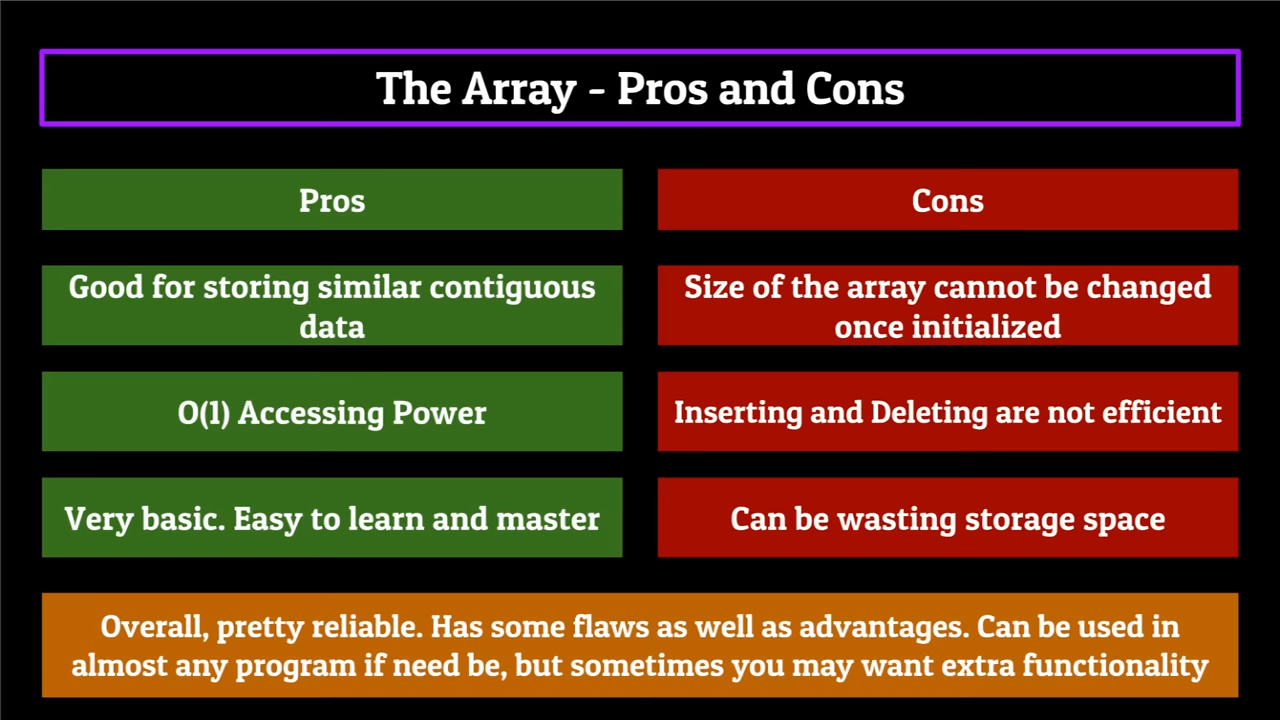 The Array - Pros and Cons
Pros
Cons
Good for storing similar contiguous
data
Size of the array cannot be changed
once initialized
O(1) Accessing Power
Inserting and Deleting are not efficient
Very basic. Easy to learn and master
Can be wasting storage space
Overall, pretty reliable. Has some flaws as well as advantages. Can be used in
almost any program if need be, but sometimes you may want extra functionality